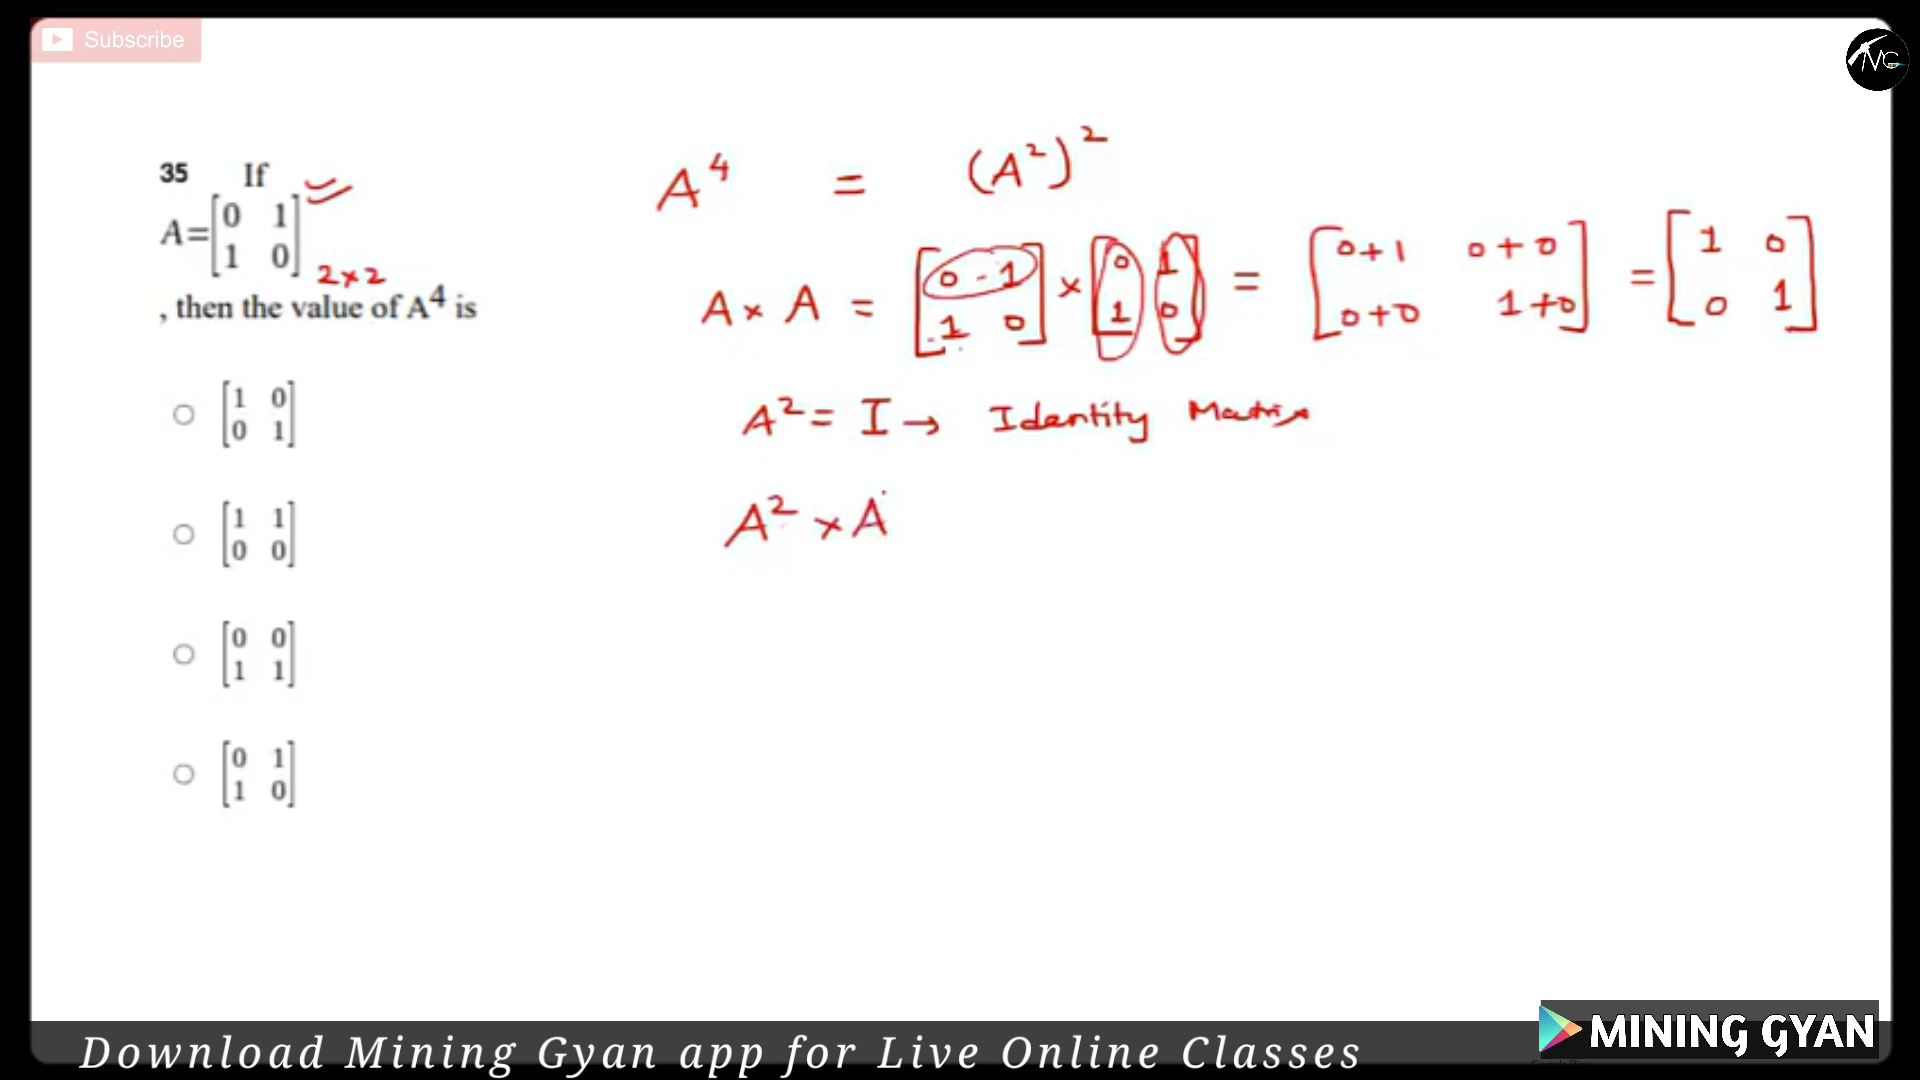 Subscribe
NG
35 If
A=[0 1
1 0]
2×2
, then the value of A⁴ is
[1 0
0 1]
[1 1
0 0]
[0 0
1 1]
[0 1
1 0]
A⁴ = (A²)²
A × A = [0 - 1
1 0] × [0 1
1 0] = [0+1 0+0
0+0 1+0] = [1 0
0 1]
A² = I → Identity Matrix
A² × A
Download Mining Gyan app for Live Online Classes
MINING GYAN